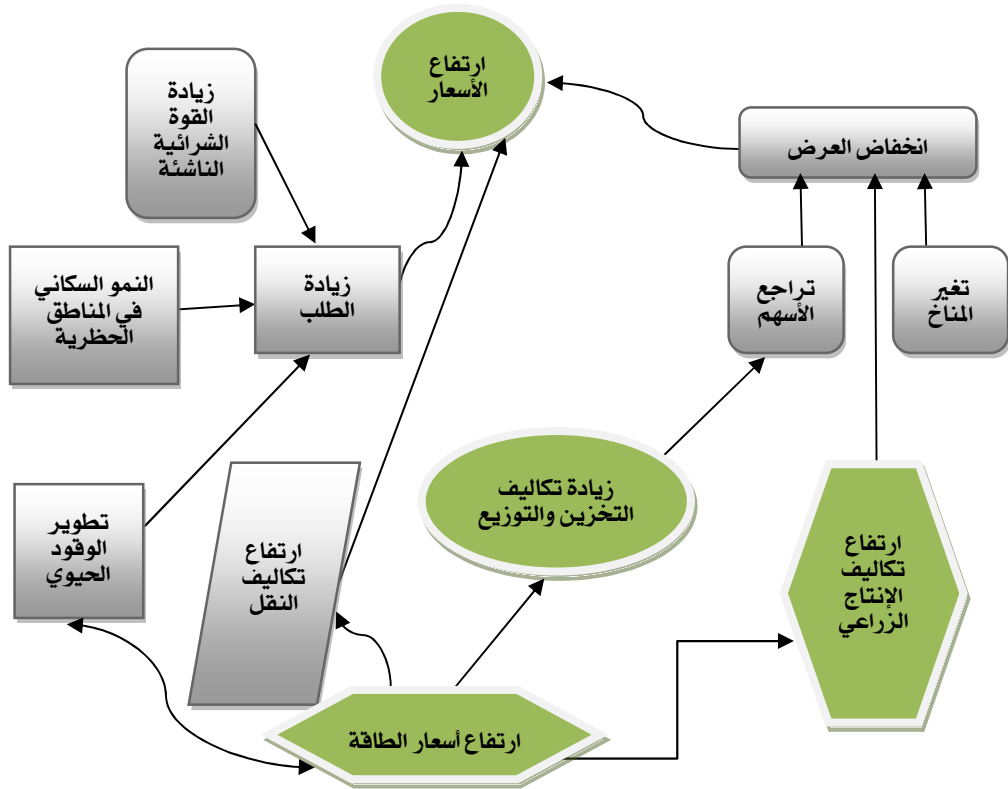 ارتفاع
الأسعار
زيادة
القوة
الشرائية
الناشئة
انخفاض العرض
النمو السكاني
في المناطق
الحظرية
زيادة
الطلب
تراجع
الأسهم
تغير
المناخ
تطوير
الوقود
الحيوي
ارتفاع
تكاليف
النقل
زيادة تكاليف
التخزين والتوزيع
ارتفاع
تكاليف
الإنتاج
الزراعي
ارتفاع أسعار الطاقة